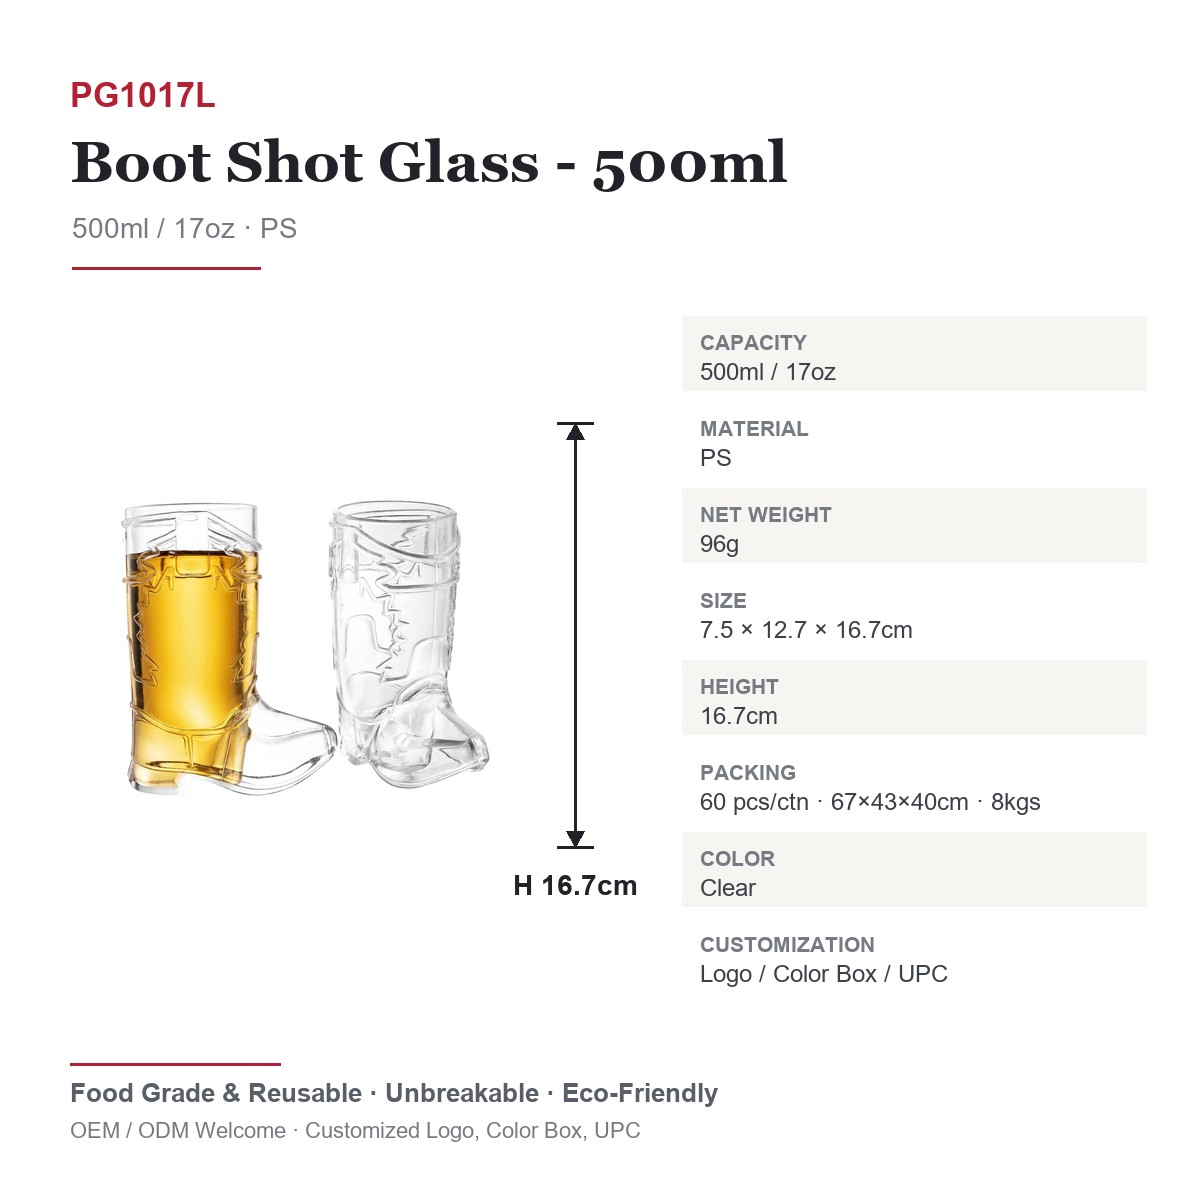 PG1017L
Boot Shot Glass - 500ml
500ml / 17oz · PS
CAPACITY
500ml / 17oz
MATERIAL
PS
NET WEIGHT
96g
SIZE
7.5 × 12.7 × 16.7cm
HEIGHT
16.7cm
PACKING
60 pcs/ctn · 67×43×40cm · 8kgs
COLOR
Clear
CUSTOMIZATION
Logo / Color Box / UPC
H 16.7cm
Food Grade & Reusable · Unbreakable · Eco-Friendly
OEM / ODM Welcome · Customized Logo, Color Box, UPC